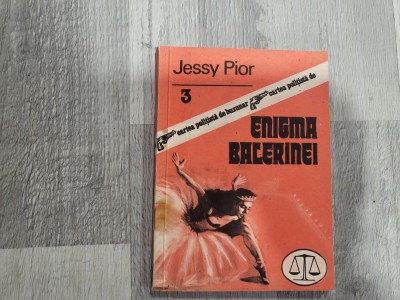 Jessy Pior
3
cartea polițistă de buzunar cartea polițistă de
ENIGMA
BALERINEI